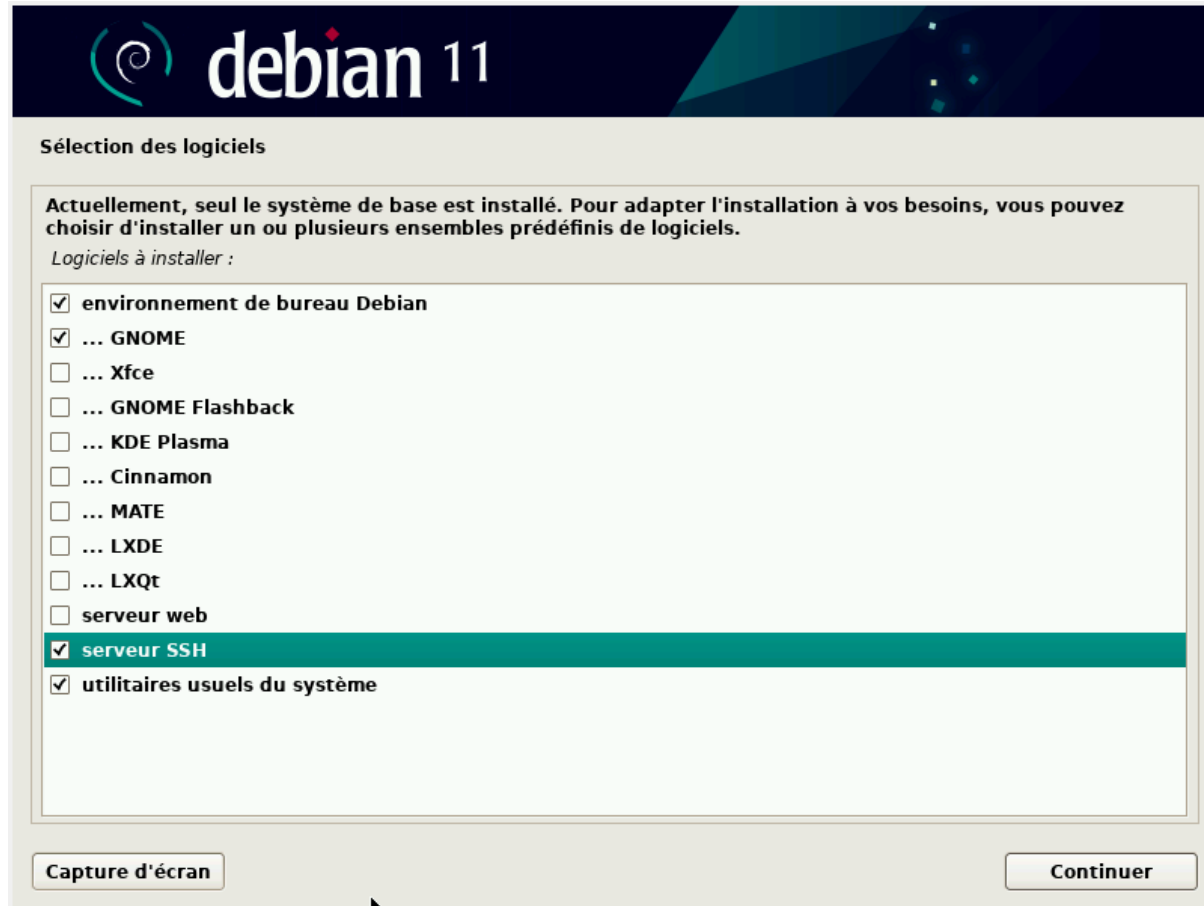 debian 11
Sélection des logiciels
Actuellement, seul le système de base est installé. Pour adapter l'installation à vos besoins, vous pouvez
choisir d'installer un ou plusieurs ensembles prédéfinis de logiciels.
Logiciels à installer :
environnement de bureau Debian
... GNOME
... Xfce
... GNOME Flashback
... KDE Plasma
... Cinnamon
... MATE
... LXDE
... LXQt
serveur web
serveur SSH
utilitaires usuels du système
Capture d'écran
Continuer